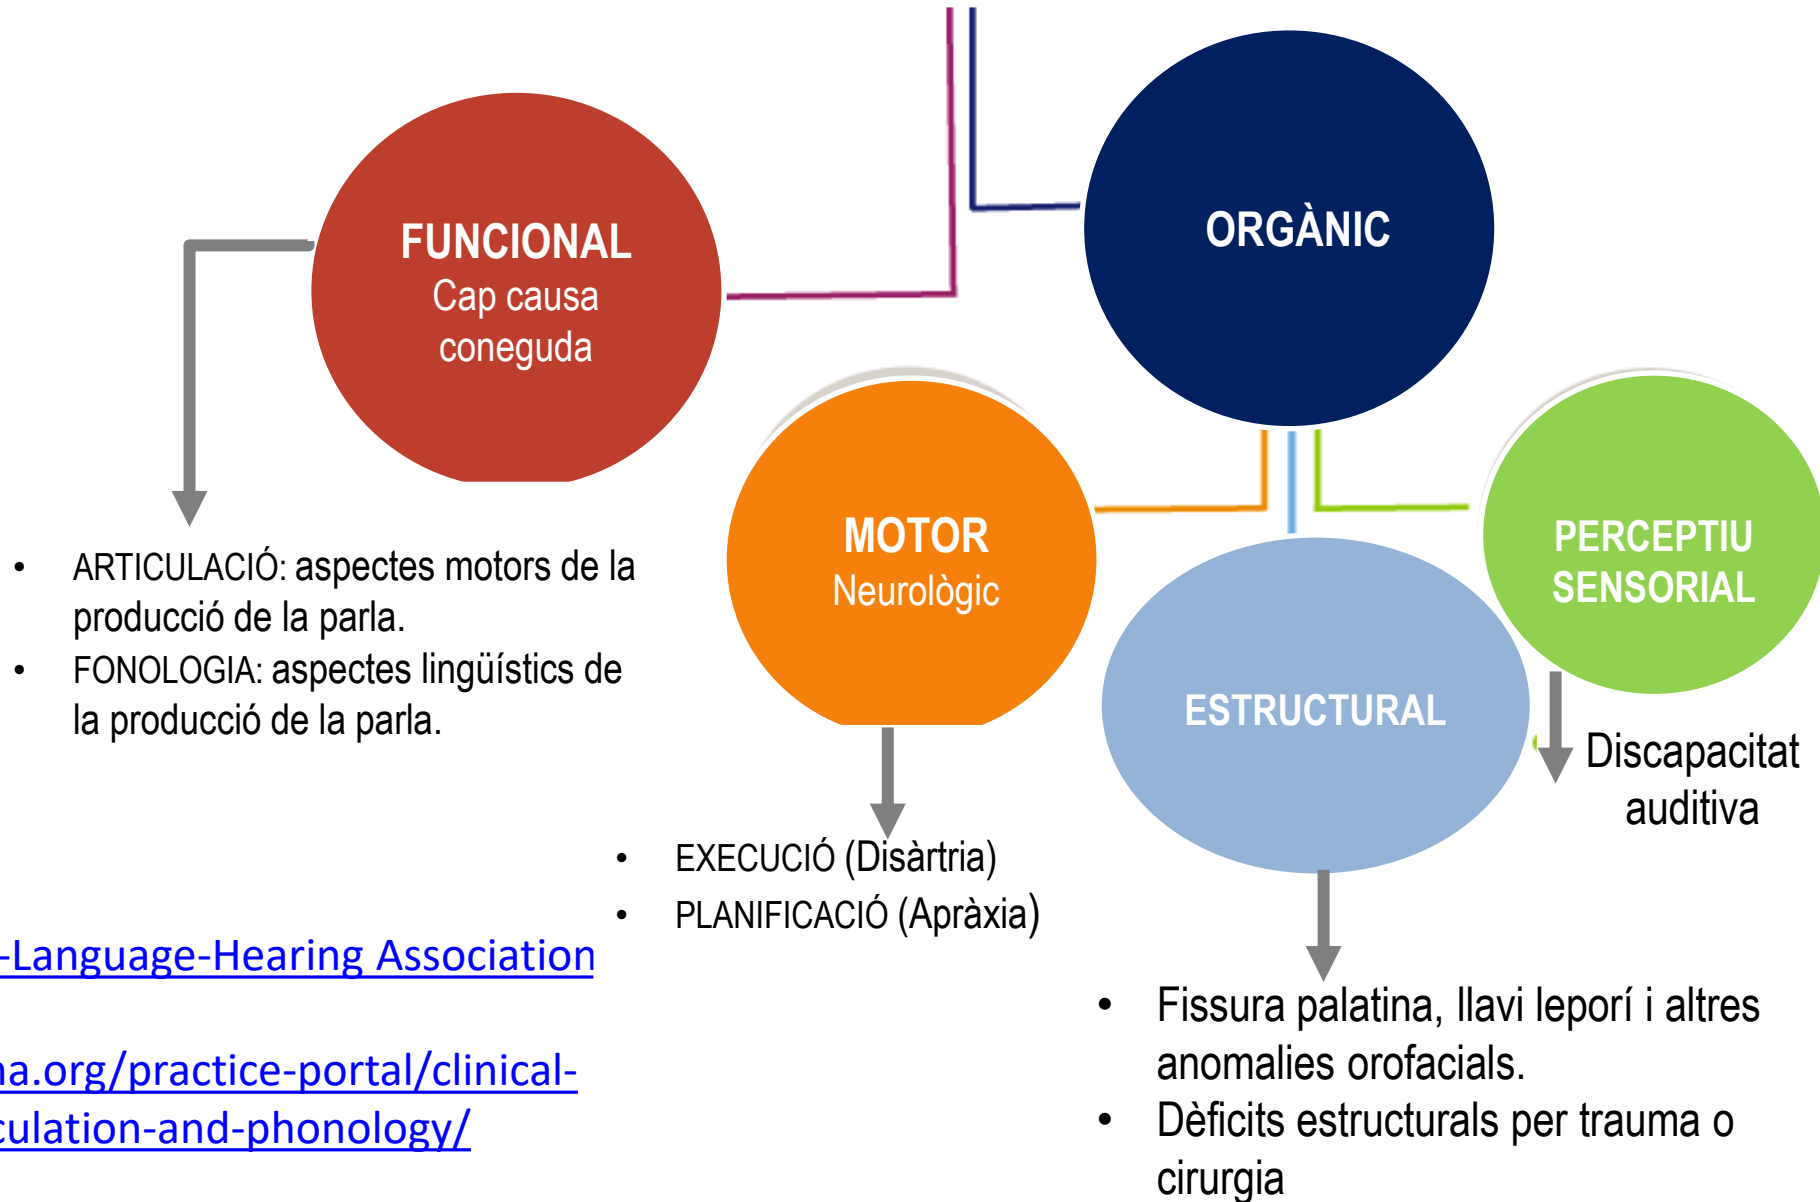 FUNCIONAL
Cap causa
coneguda
ORGÀNIC
MOTOR
Neurològic
PERCEPTIU
SENSORIAL
ESTRUCTURAL
• ARTICULACIÓ: aspectes motors de la
producció de la parla.
• FONOLOGIA: aspectes lingüístics de
la producció de la parla.
Discapacitat
auditiva
• EXECUCIÓ (Disàrtria)
• PLANIFICACIÓ (Apràxia)
-Language-Hearing Association
na.org/practice-portal/clinical-
culation-and-phonology/
• Fissura palatina, llavi leporí i altres
anomalies orofacials.
• Dèficits estructurals per trauma o
cirurgia